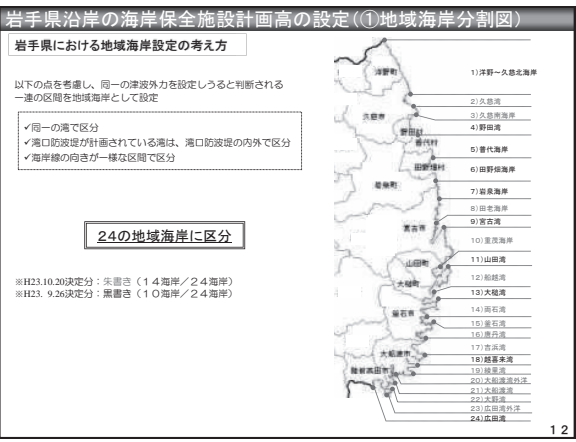 岩手県沿岸の海岸保全施設計画高の設定(①地域海岸分割図)
岩手県における地域海岸設定の考え方
以下の点を考慮し、同一の津波外力を設定しうると判断される
一連の区間を地域海岸として設定
✓同一の湾で区分
✓湾口防波堤が計画されている湾は、湾口防波堤の内外で区分
✓海岸線の向きが一様な区間で区分
24の地域海岸に区分
※H23.10.20決定分：朱書き（１４海岸／２４海岸）
※H23. 9.26決定分：黒書き（１０海岸／２４海岸）
洋野町
久慈市
野田村
普代村
田野畑村
岩泉町
宮古市
山田町
大槌町
釜石市
大船渡市
陸前高田市
1)洋野～久慈北海岸
2)久慈湾
3)久慈南海岸
4)野田湾
5)普代海岸
6)田野畑海岸
7)岩泉海岸
8)田老海岸
9)宮古湾
10)重茂海岸
11)山田湾
12)船越湾
13)大槌湾
14)両石湾
15)釜石湾
16)唐丹湾
17)吉浜湾
18)越喜来湾
19)綾里湾
20)大船渡湾外洋
21)大船渡湾
22)大野湾
23)広田湾外洋
24)広田湾
12